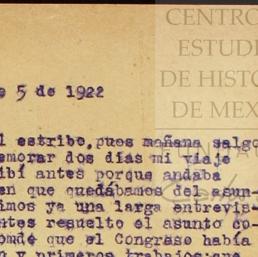 CENTRO
ESTUDI
DE HISTO
DE MEX
e 5 de 1922
l estribo, pues mañana salgo
emorar dos días mi viaje
ibí antes porque andaba
en que quedábamos del asun-
imos ya una larga entrevis-
ntes resuelto el asunto co-
onde que el Congreso había
y primeros trabajos; que